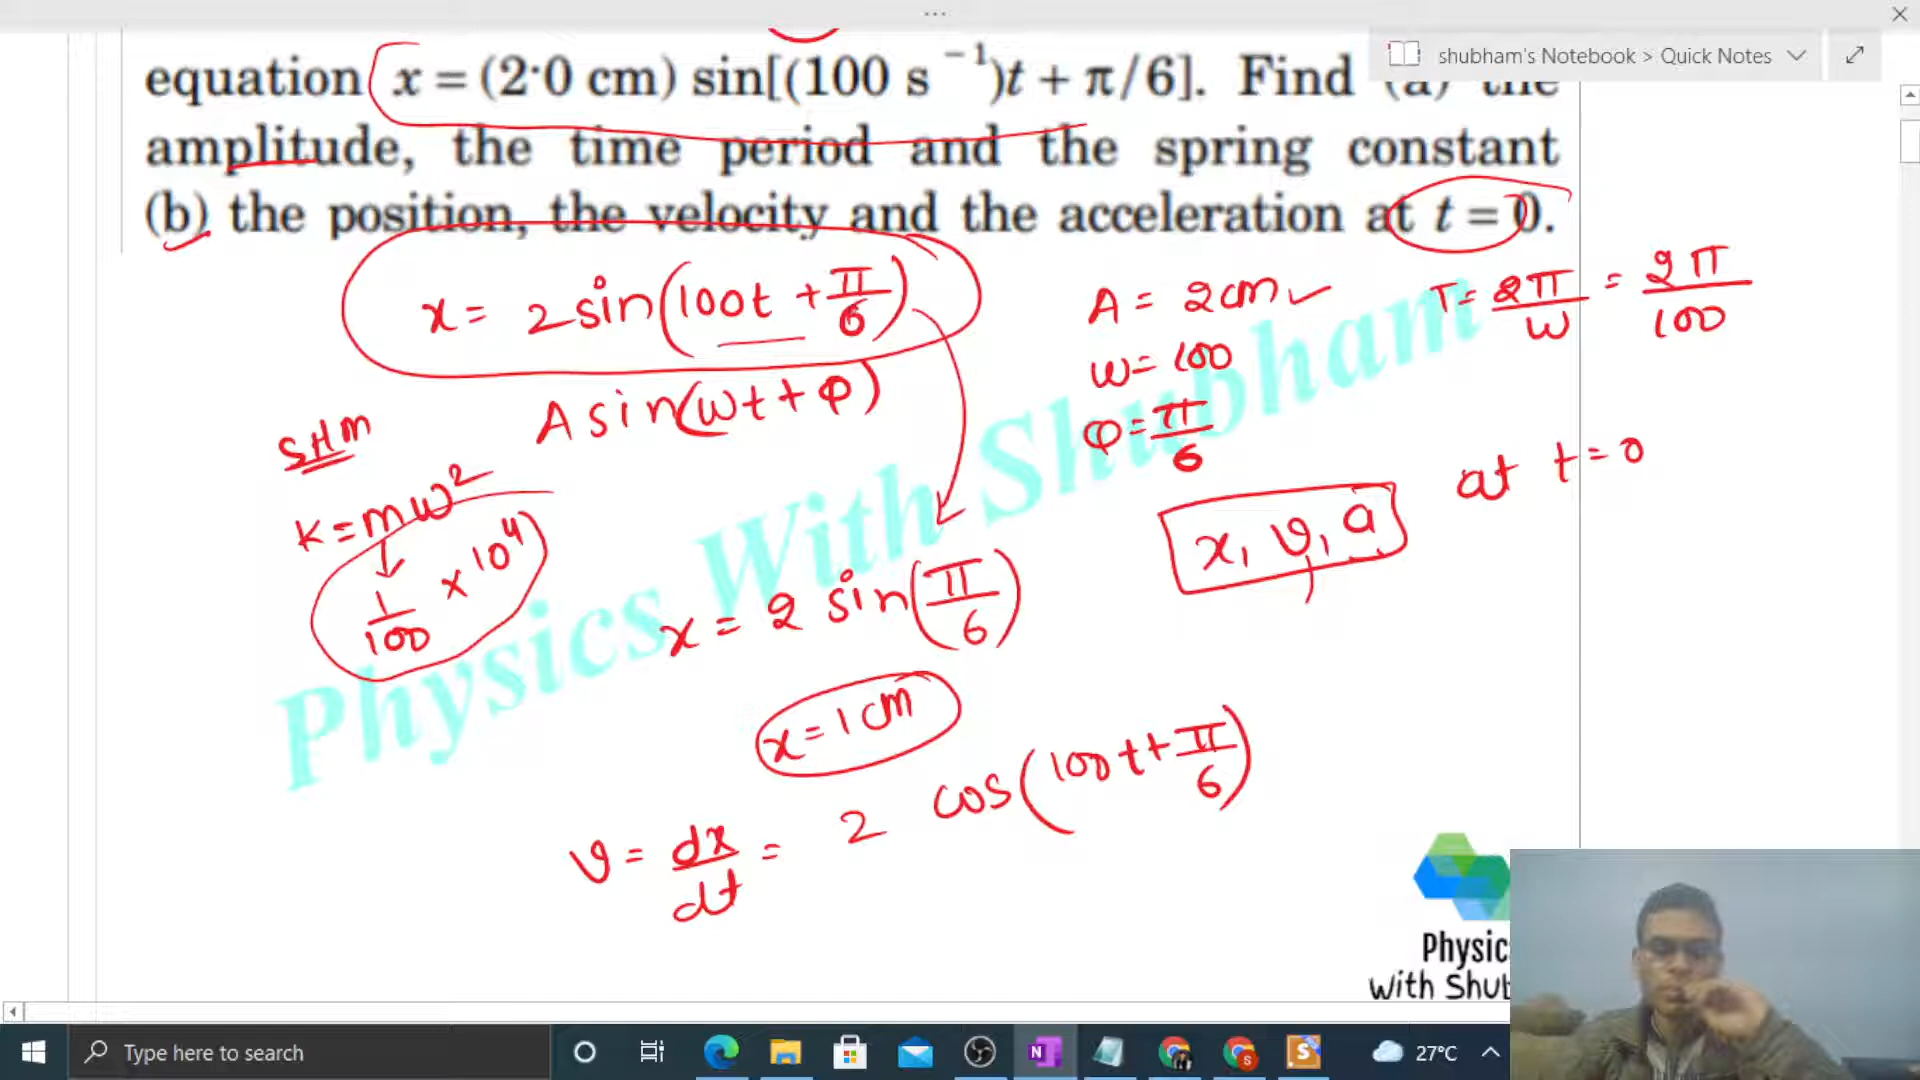 shubham's Notebook > Quick Notes
equation x = (2·0 cm) sin[(100 s⁻¹)t + π/6]. Find (a) the
amplitude, the time period and the spring constant
(b) the position, the velocity and the acceleration at t = 0.
x = 2 sin(100t + π/6)
A = 2cm ✓
T = 2π/W = 2π/100
W = 100
A sin(Wt + φ)
φ = π/6
SHM
K = mW²
1/100 × 10⁴
x, v, a at t = 0
x = 2 sin(π/6)
x = 1 cm
v = dx/dt = 2 cos(100t + π/6)
Physics With Shubham
Physic
With Shub
Type here to search
27°C